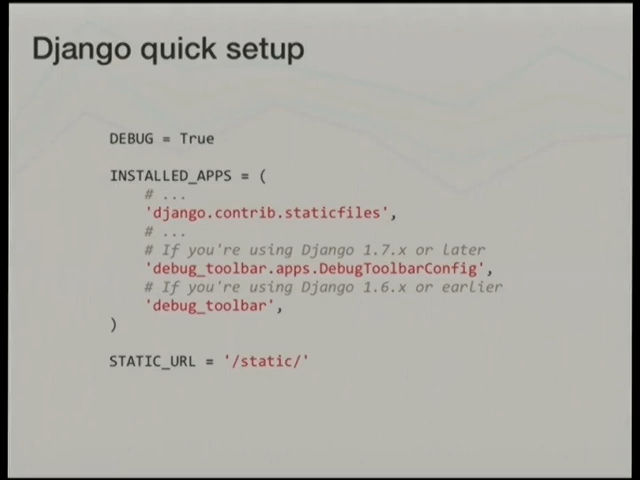 Django quick setup
DEBUG = True
INSTALLED_APPS = (
# ...
'django.contrib.staticfiles',
# ...
# If you're using Django 1.7.x or later
'debug_toolbar.apps.DebugToolbarConfig',
# If you're using Django 1.6.x or earlier
'debug_toolbar',
)
STATIC_URL = '/static/'